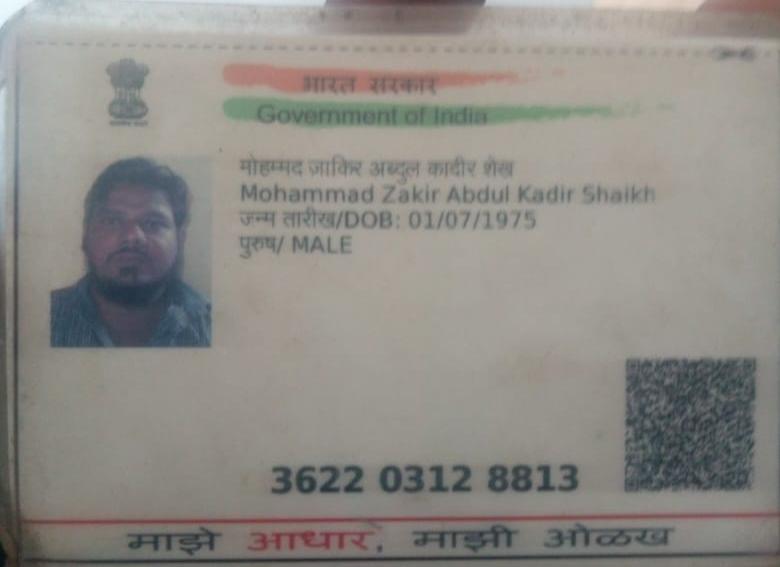 भारत सरकार
Government of India
मोहम्मद ज़ाकिर अब्दुल कादीर शेख
Mohammad Zakir Abdul Kadir Shaikh
जन्म तारीख/DOB: 01/07/1975
पुरुष/ MALE
3622 0312 8813
माझे आधार, माझी ओळख